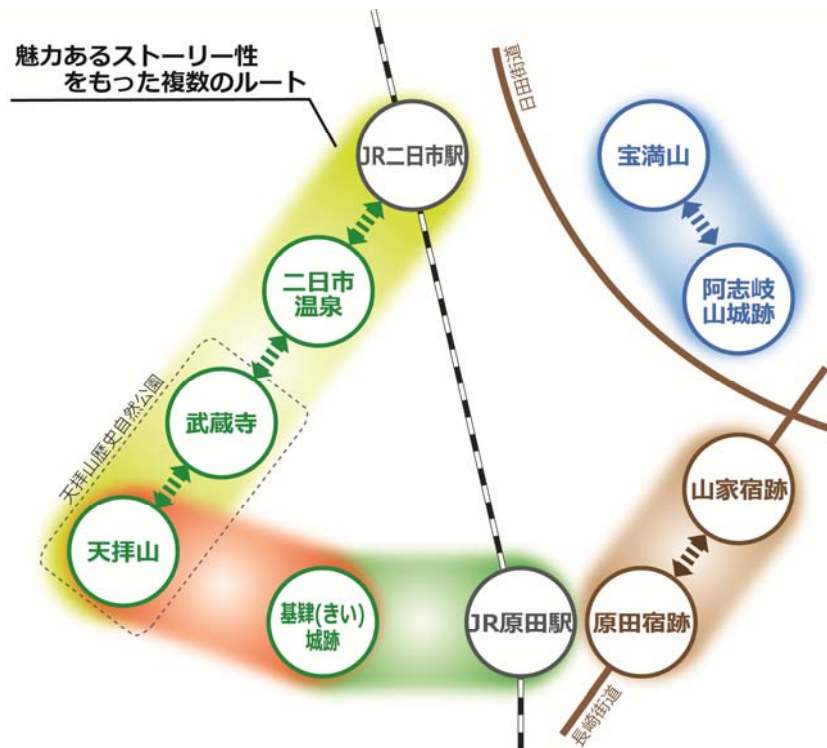 魅力あるストーリー性
をもった複数のルート
JR二日市駅
日田街道
宝満山
二日市
温泉
阿志岐
山城跡
武蔵寺
天拝山歴史自然公園
山家宿跡
天拝山
基肄(きい)
城跡
JR原田駅
原田宿跡
長崎街道